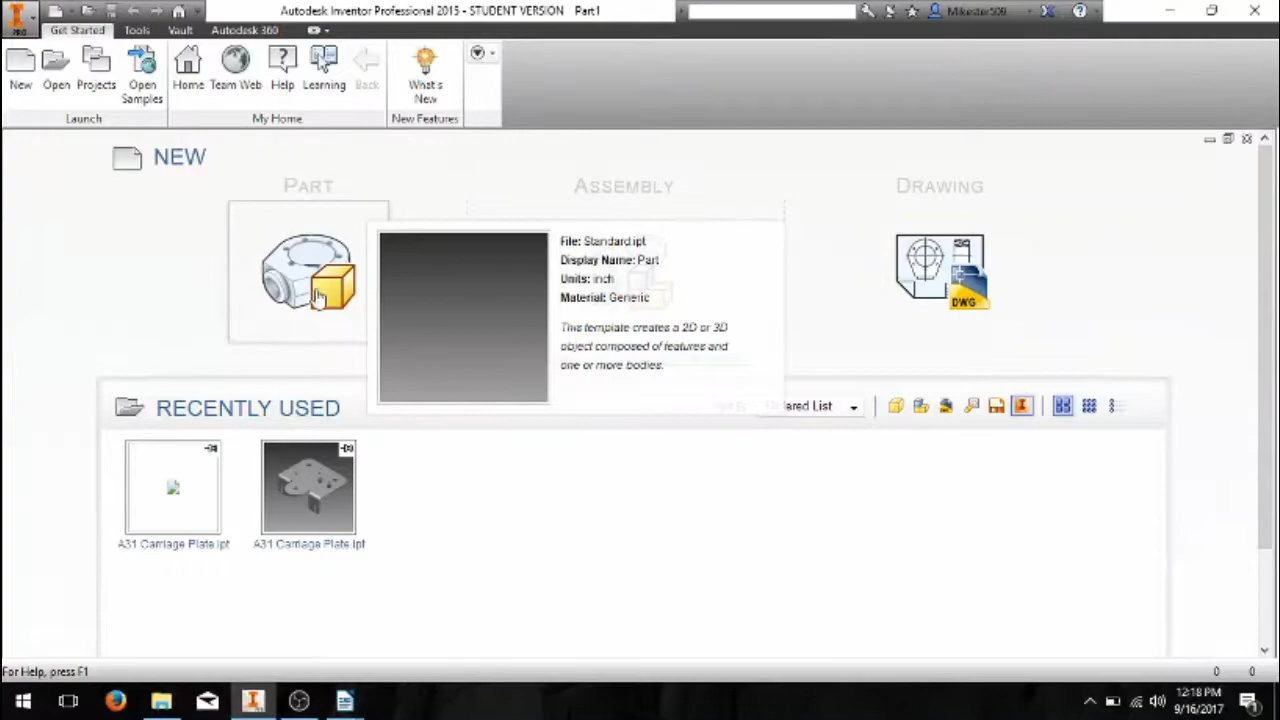 Autodesk Inventor Professional 2015 - STUDENT VERSION Part1
Mikester509
PRO
Get Started Tools Vault Autodesk 360
New Open Projects Open Samples Home Team Web Help Learning Back What's New
Launch My Home New Features
NEW
PART ASSEMBLY DRAWING
File: Standard.ipt
Display Name: Part
Units: inch
Material: Generic
This template creates a 2D or 3D
object composed of features and
one or more bodies.
DWG
RECENTLY USED
Ordered List
A31 Carriage Plate.ipt A31 Carriage Plate.ipt
For Help, press F1 0 0
12:18 PM
9/16/2017